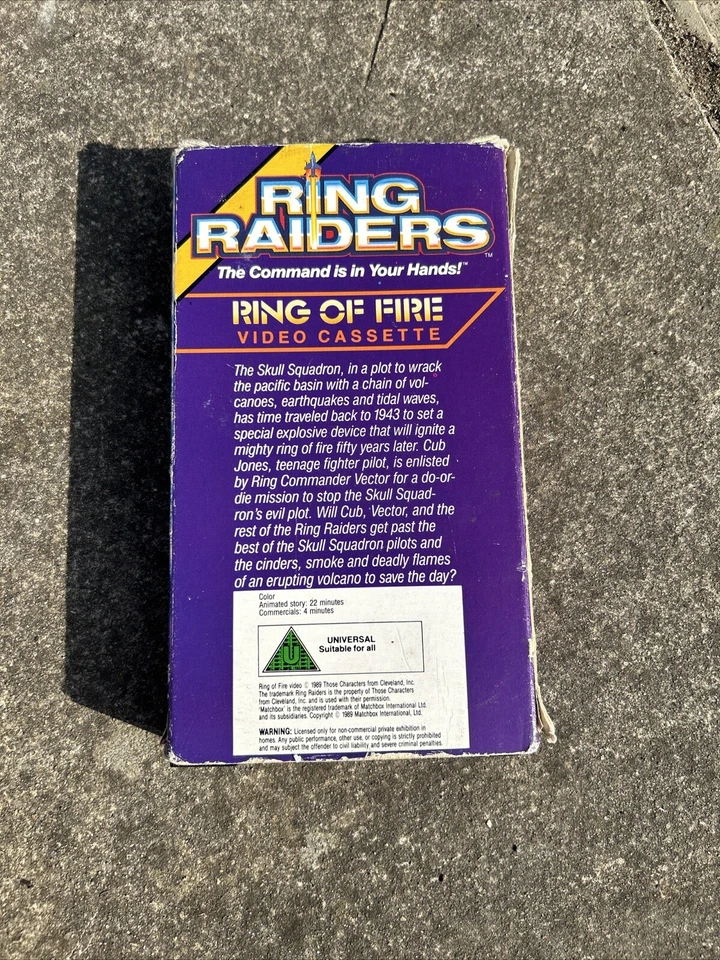 RING
RAIDERS™
The Command is in Your Hands!™
RING OF FIRE
VIDEO CASSETTE
The Skull Squadron, in a plot to wrack
the pacific basin with a chain of vol-
canoes, earthquakes and tidal waves,
has time traveled back to 1943 to set a
special explosive device that will ignite a
mighty ring of fire fifty years later. Cub
Jones, teenage fighter pilot, is enlisted
by Ring Commander Vector for a do-or-
die mission to stop the Skull Squad-
ron's evil plot. Will Cub, Vector, and the
rest of the Ring Raiders get past the
best of the Skull Squadron pilots and
the cinders, smoke and deadly flames
of an erupting volcano to save the day?
Color
Animated story: 22 minutes
Commercials: 4 minutes
U
UNIVERSAL
Suitable for all
Ring of Fire video © 1989 Those Characters from Cleveland, Inc.
The trademark Ring Raiders is the property of Those Characters
from Cleveland, Inc. and is used with their permission.
'Matchbox' is the registered trademark of Matchbox International Ltd.
and its subsidiaries. Copyright © 1989 Matchbox International, Ltd.
WARNING: Licensed only for non-commercial private exhibition in
homes. Any public performance, other use, or copying is strictly prohibited
and may subject the offender to civil liability and severe criminal penalties.